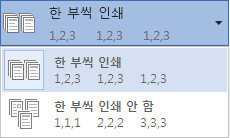 한 부씩 인쇄
1,2,3 1,2,3 1,2,3
한 부씩 인쇄
1,2,3 1,2,3 1,2,3
한 부씩 인쇄 안 함
1,1,1 2,2,2 3,3,3